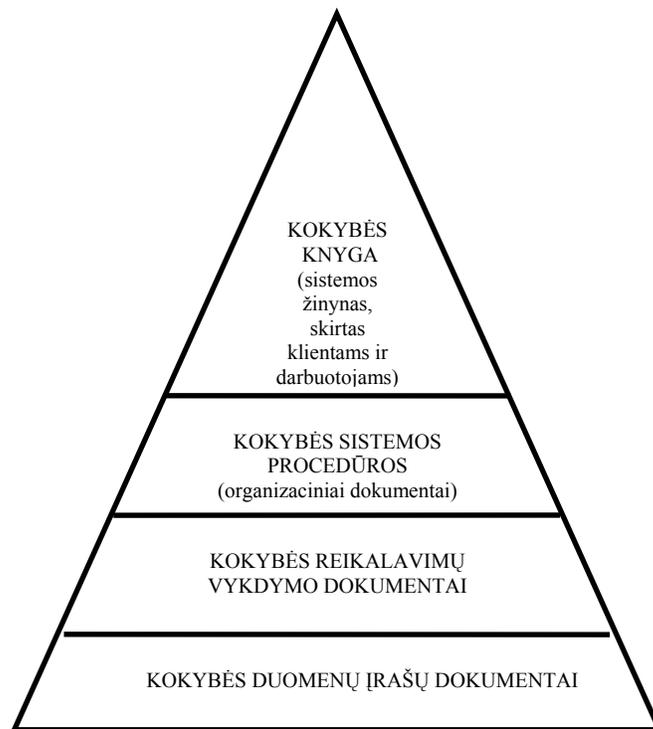 KOKYBĖS
KNYGA
(sistemos
žinynas,
skirtas
klientams ir
darbuotojams)
KOKYBĖS SISTEMOS
PROCEDŪROS
(organizaciniai dokumentai)
KOKYBĖS REIKALAVIMŲ
VYKDYMO DOKUMENTAI
KOKYBĖS DUOMENŲ ĮRAŠŲ DOKUMENTAI